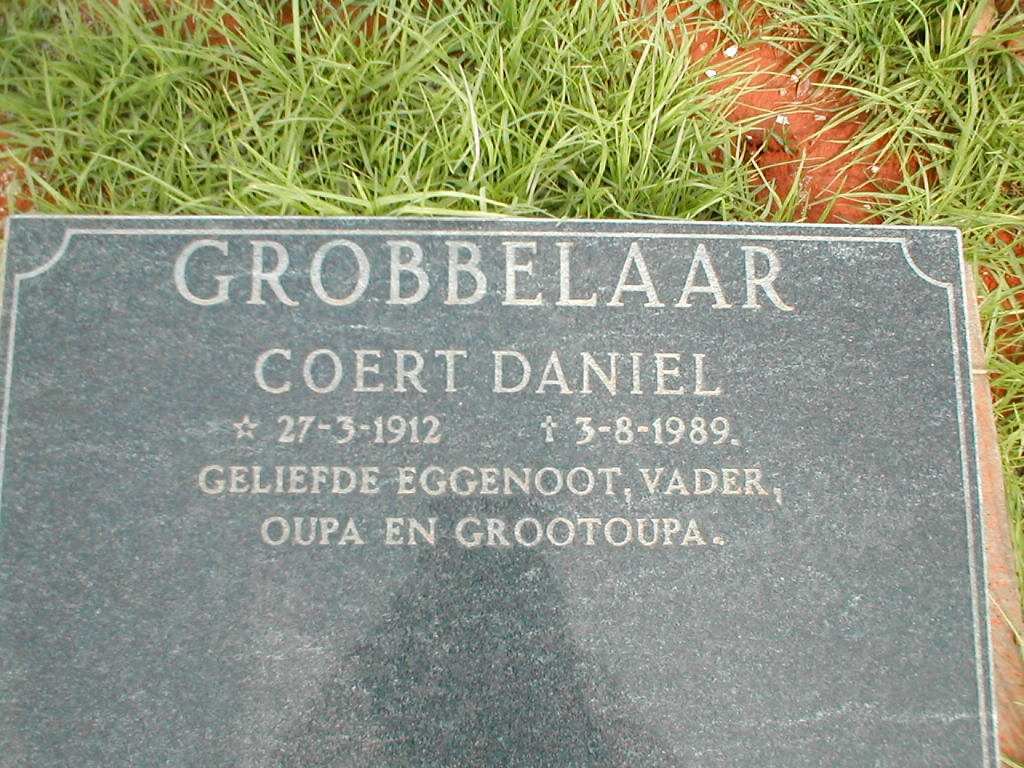 GROBBELAAR
COERT DANIEL
☆ 27-3-1912 † 3-8-1989.
GELIEFDE EGGENOOT, VADER,
OUPA EN GROOTOUPA.